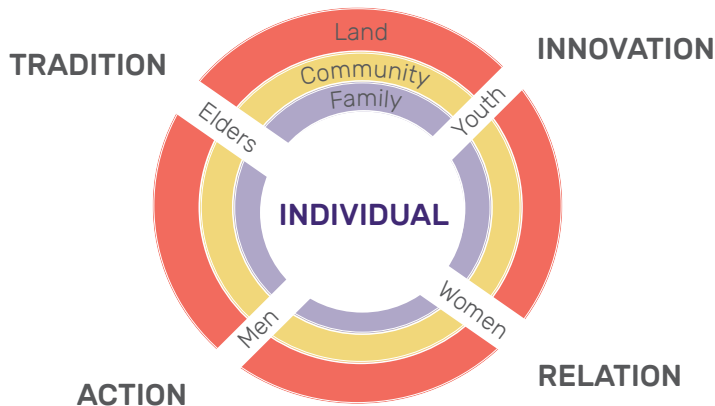 Land
INNOVATION
TRADITION
Community
Family
Elders
Youth
INDIVIDUAL
Women
Men
RELATION
ACTION